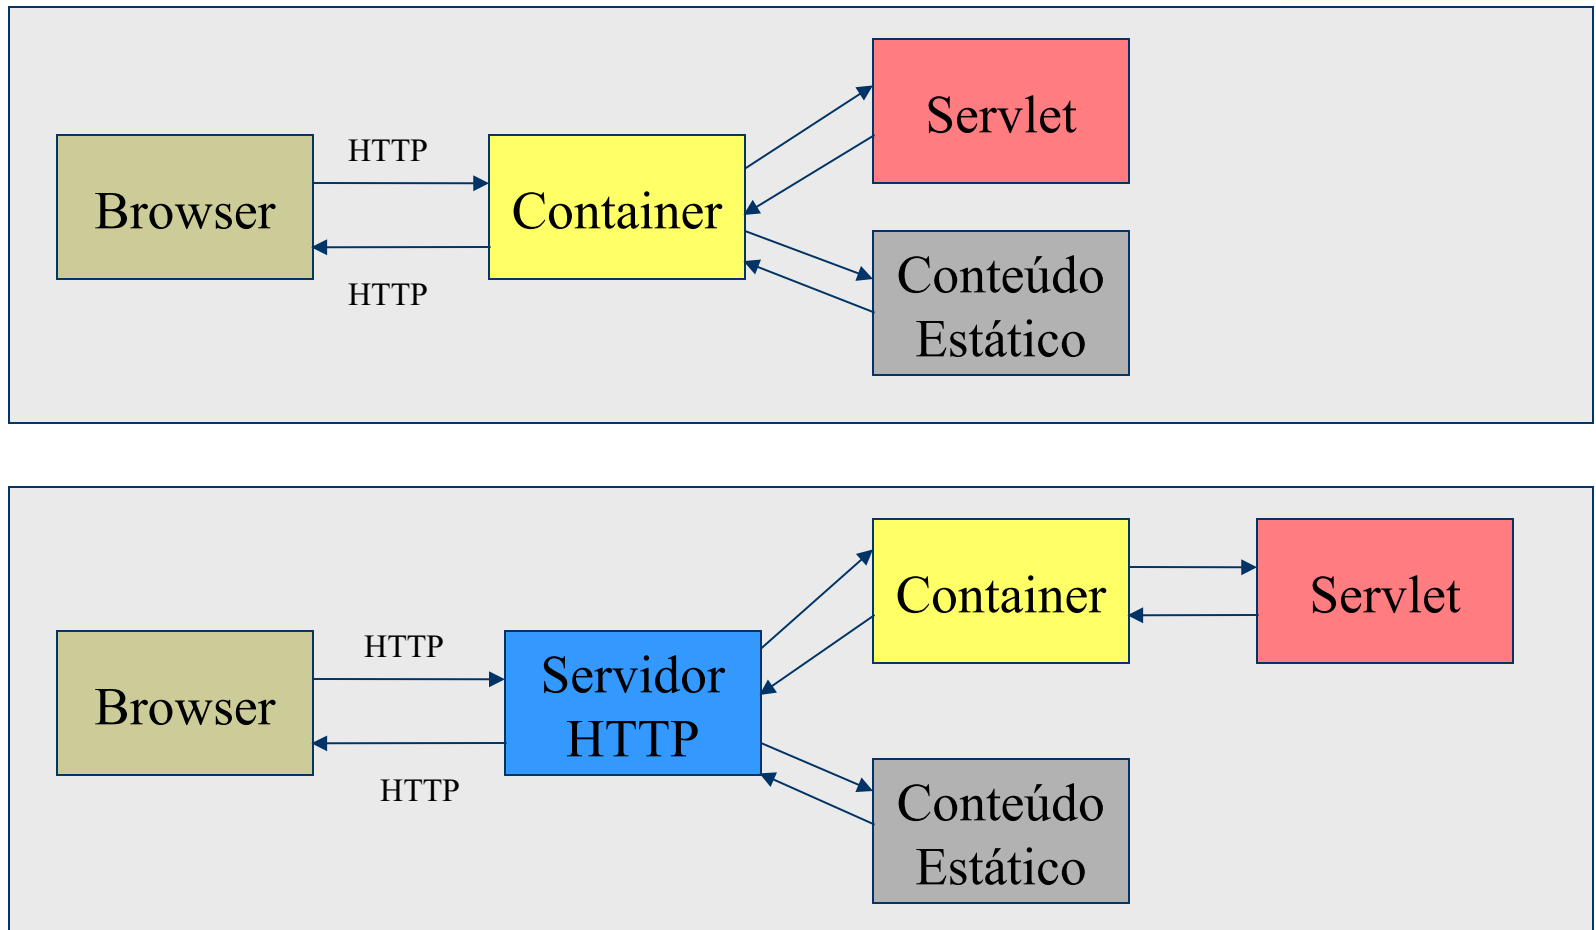 HTTP
Browser
HTTP
Container
Servlet
Conteúdo
Estático
HTTP
Browser
HTTP
Servidor
HTTP
Container
Servlet
Conteúdo
Estático